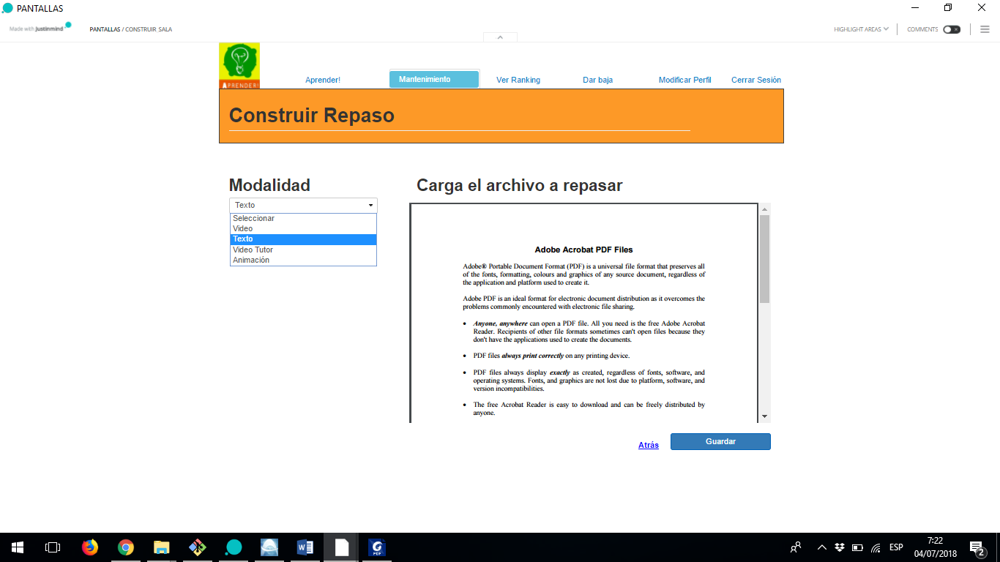 PANTALLAS
Made with justinmind
PANTALLAS / CONSTRUIR SALA
HIGHLIGHT AREAS
COMMENTS
APRENDER!
Aprender!
Mantenimiento
Ver Ranking
Dar baja
Modificar Perfil
Cerrar Sesión
Construir Repaso
Modalidad
Texto
Seleccionar
Video
Texto
Video Tutor
Animación
Carga el archivo a repasar
Adobe Acrobat PDF Files
Adobe® Portable Document Format (PDF) is a universal file format that preserves all
of the fonts, formatting, colours and graphics of any source document, regardless of
the application and platform used to create it.
Adobe PDF is an ideal format for electronic document distribution as it overcomes the
problems commonly encountered with electronic file sharing.
• Anyone, anywhere can open a PDF file. All you need is the free Adobe Acrobat
Reader. Recipients of other file formats sometimes can't open files because they
don't have the applications used to create the documents.
• PDF files always print correctly on any printing device.
• PDF files always display exactly as created, regardless of fonts, software, and
operating systems. Fonts, and graphics are not lost due to platform, software, and
version incompatibilities.
• The free Acrobat Reader is easy to download and can be freely distributed by
anyone.
Atrás
Guardar
G
PDF
ESP
7:22
04/07/2018
2